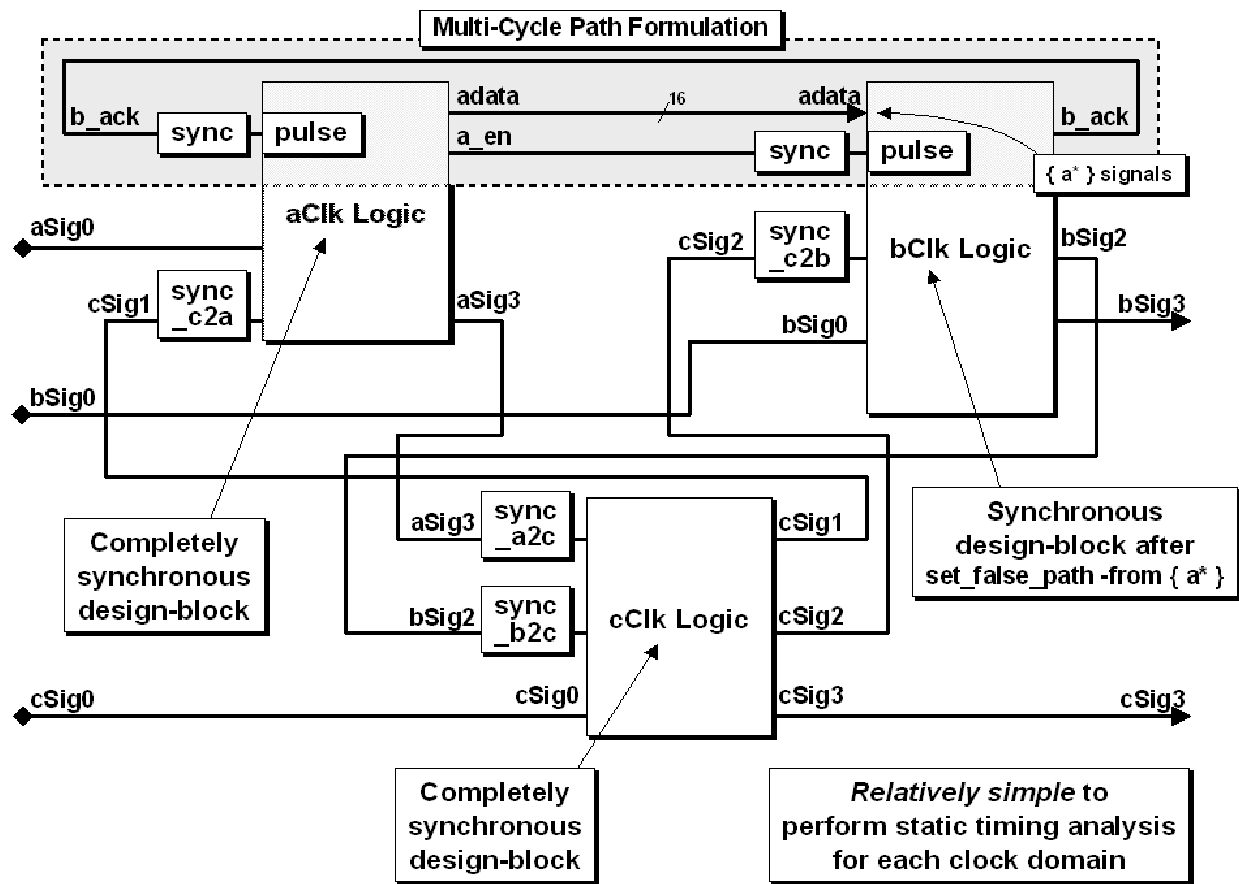 Multi-Cycle Path Formulation
b_ack
sync
pulse
adata
16
adata
a_en
sync
pulse
b_ack
{ a* } signals
aSig0
aClk Logic
cSig1
sync
_c2a
aSig3
cSig2
sync
_c2b
bClk Logic
bSig2
bSig0
bSig3
bSig0
Completely
synchronous
design-block
aSig3
sync
_a2c
cSig1
Synchronous
design-block after
set_false_path -from { a* }
bSig2
sync
_b2c
cClk Logic
cSig2
cSig0
cSig0
cSig3
cSig3
Completely
synchronous
design-block
Relatively simple to
perform static timing analysis
for each clock domain